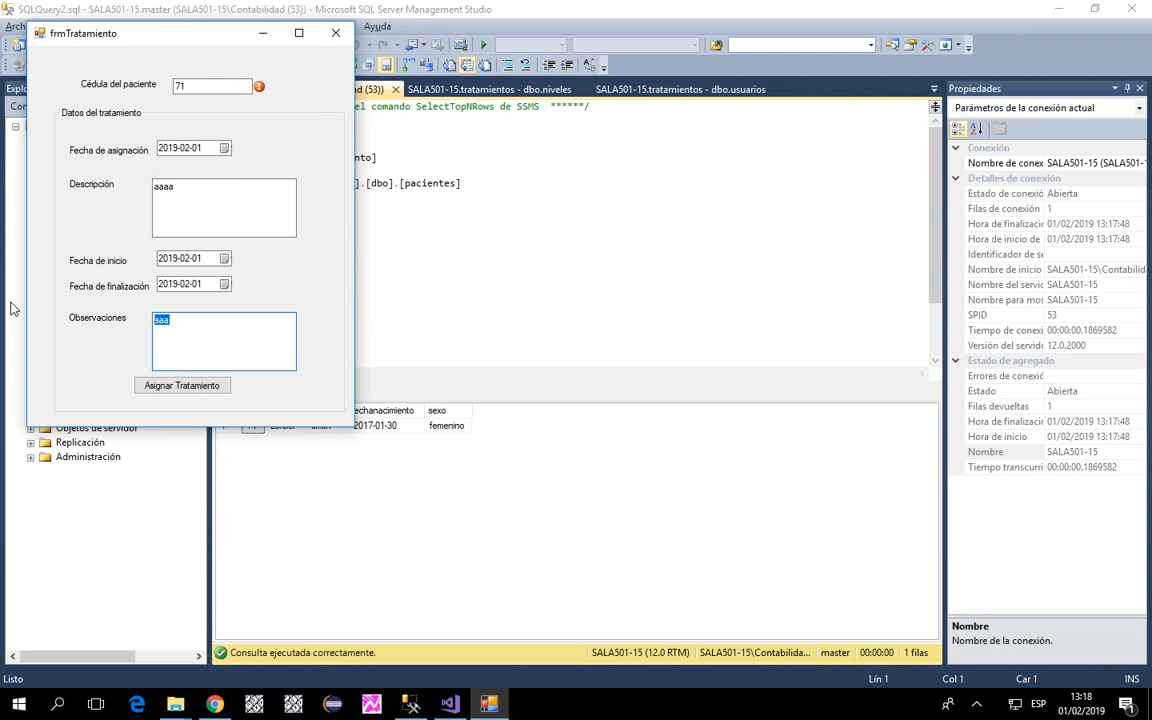 SQLQuery2.sql - SALA501-15.master (SALA501-15\Contabilidad (53)) - Microsoft SQL Server Management Studio
Arch
Ayuda
frmTratamiento
Cédula del paciente
71
Datos del tratamiento
Fecha de asignación
2019-02-01
Descripción
aaaa
Fecha de inicio
2019-02-01
Fecha de finalización
2019-02-01
Observaciones
aaa
Asignar Tratamiento
Explo
Con
Objetos de servidor
Replicación
Administración
ad (53))
SALA501-15.tratamientos - dbo.niveles
SALA501-15.tratamientos - dbo.usuarios
el comando SelectTopNRows de SSMS ******/
nto]
].[dbo].[pacientes]
echanacimiento
sexo
2017-01-30
femenino
Consulta ejecutada correctamente.
SALA501-15 (12.0 RTM)
SALA501-15\Contabilida...
master
00:00:00
1 filas
Propiedades
Parámetros de la conexión actual
Conexión
Nombre de conex SALA501-15 (SALA501-1
Detalles de conexión
Estado de conexió Abierta
Filas de conexión 1
Hora de finalizació 01/02/2019 13:17:48
Hora de inicio de 01/02/2019 13:17:48
Identificador de se
Nombre de inicio SALA501-15\Contabilid
Nombre del servid SALA501-15
Nombre para mos SALA501-15
SPID 53
Tiempo de conexi 00:00:00.1869582
Versión del servido 12.0.2000
Estado de agregado
Errores de conexió
Estado Abierta
Filas devueltas 1
Hora de finalizació 01/02/2019 13:17:48
Hora de inicio 01/02/2019 13:17:48
Nombre SALA501-15
Tiempo transcurri 00:00:00.1869582
Nombre
Nombre de la conexión.
Listo
Lín 1
Col 1
Car 1
INS
ESP
13:18
01/02/2019
1